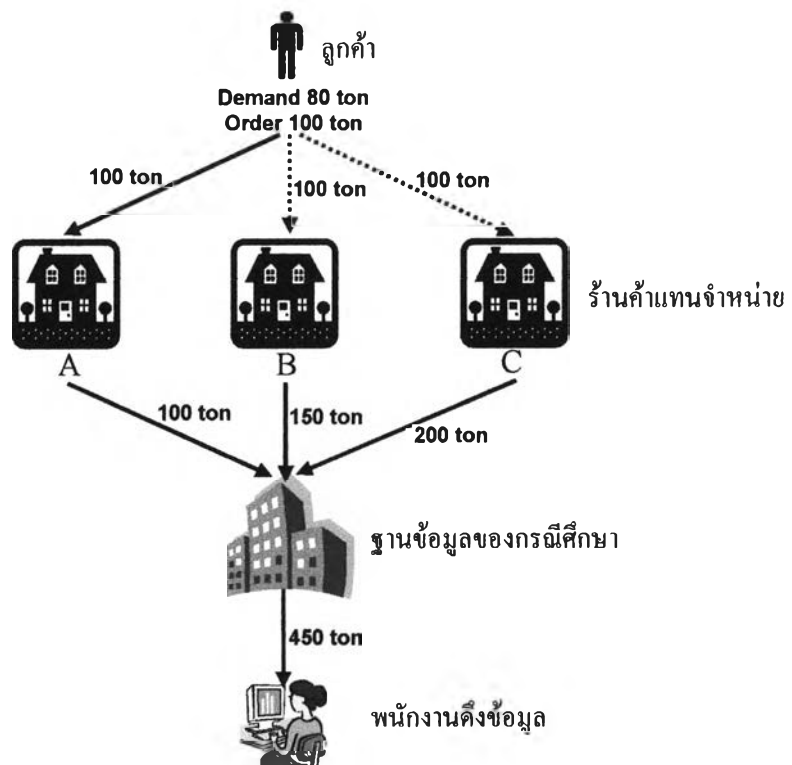 ลูกค้า
Demand 80 ton
Order 100 ton
100 ton
100 ton
100 ton
ร้านค้าแทนจำหน่าย
A
B
C
100 ton
150 ton
200 ton
ฐานข้อมูลของกรณีศึกษา
450 ton
พนักงานดึงข้อมูล